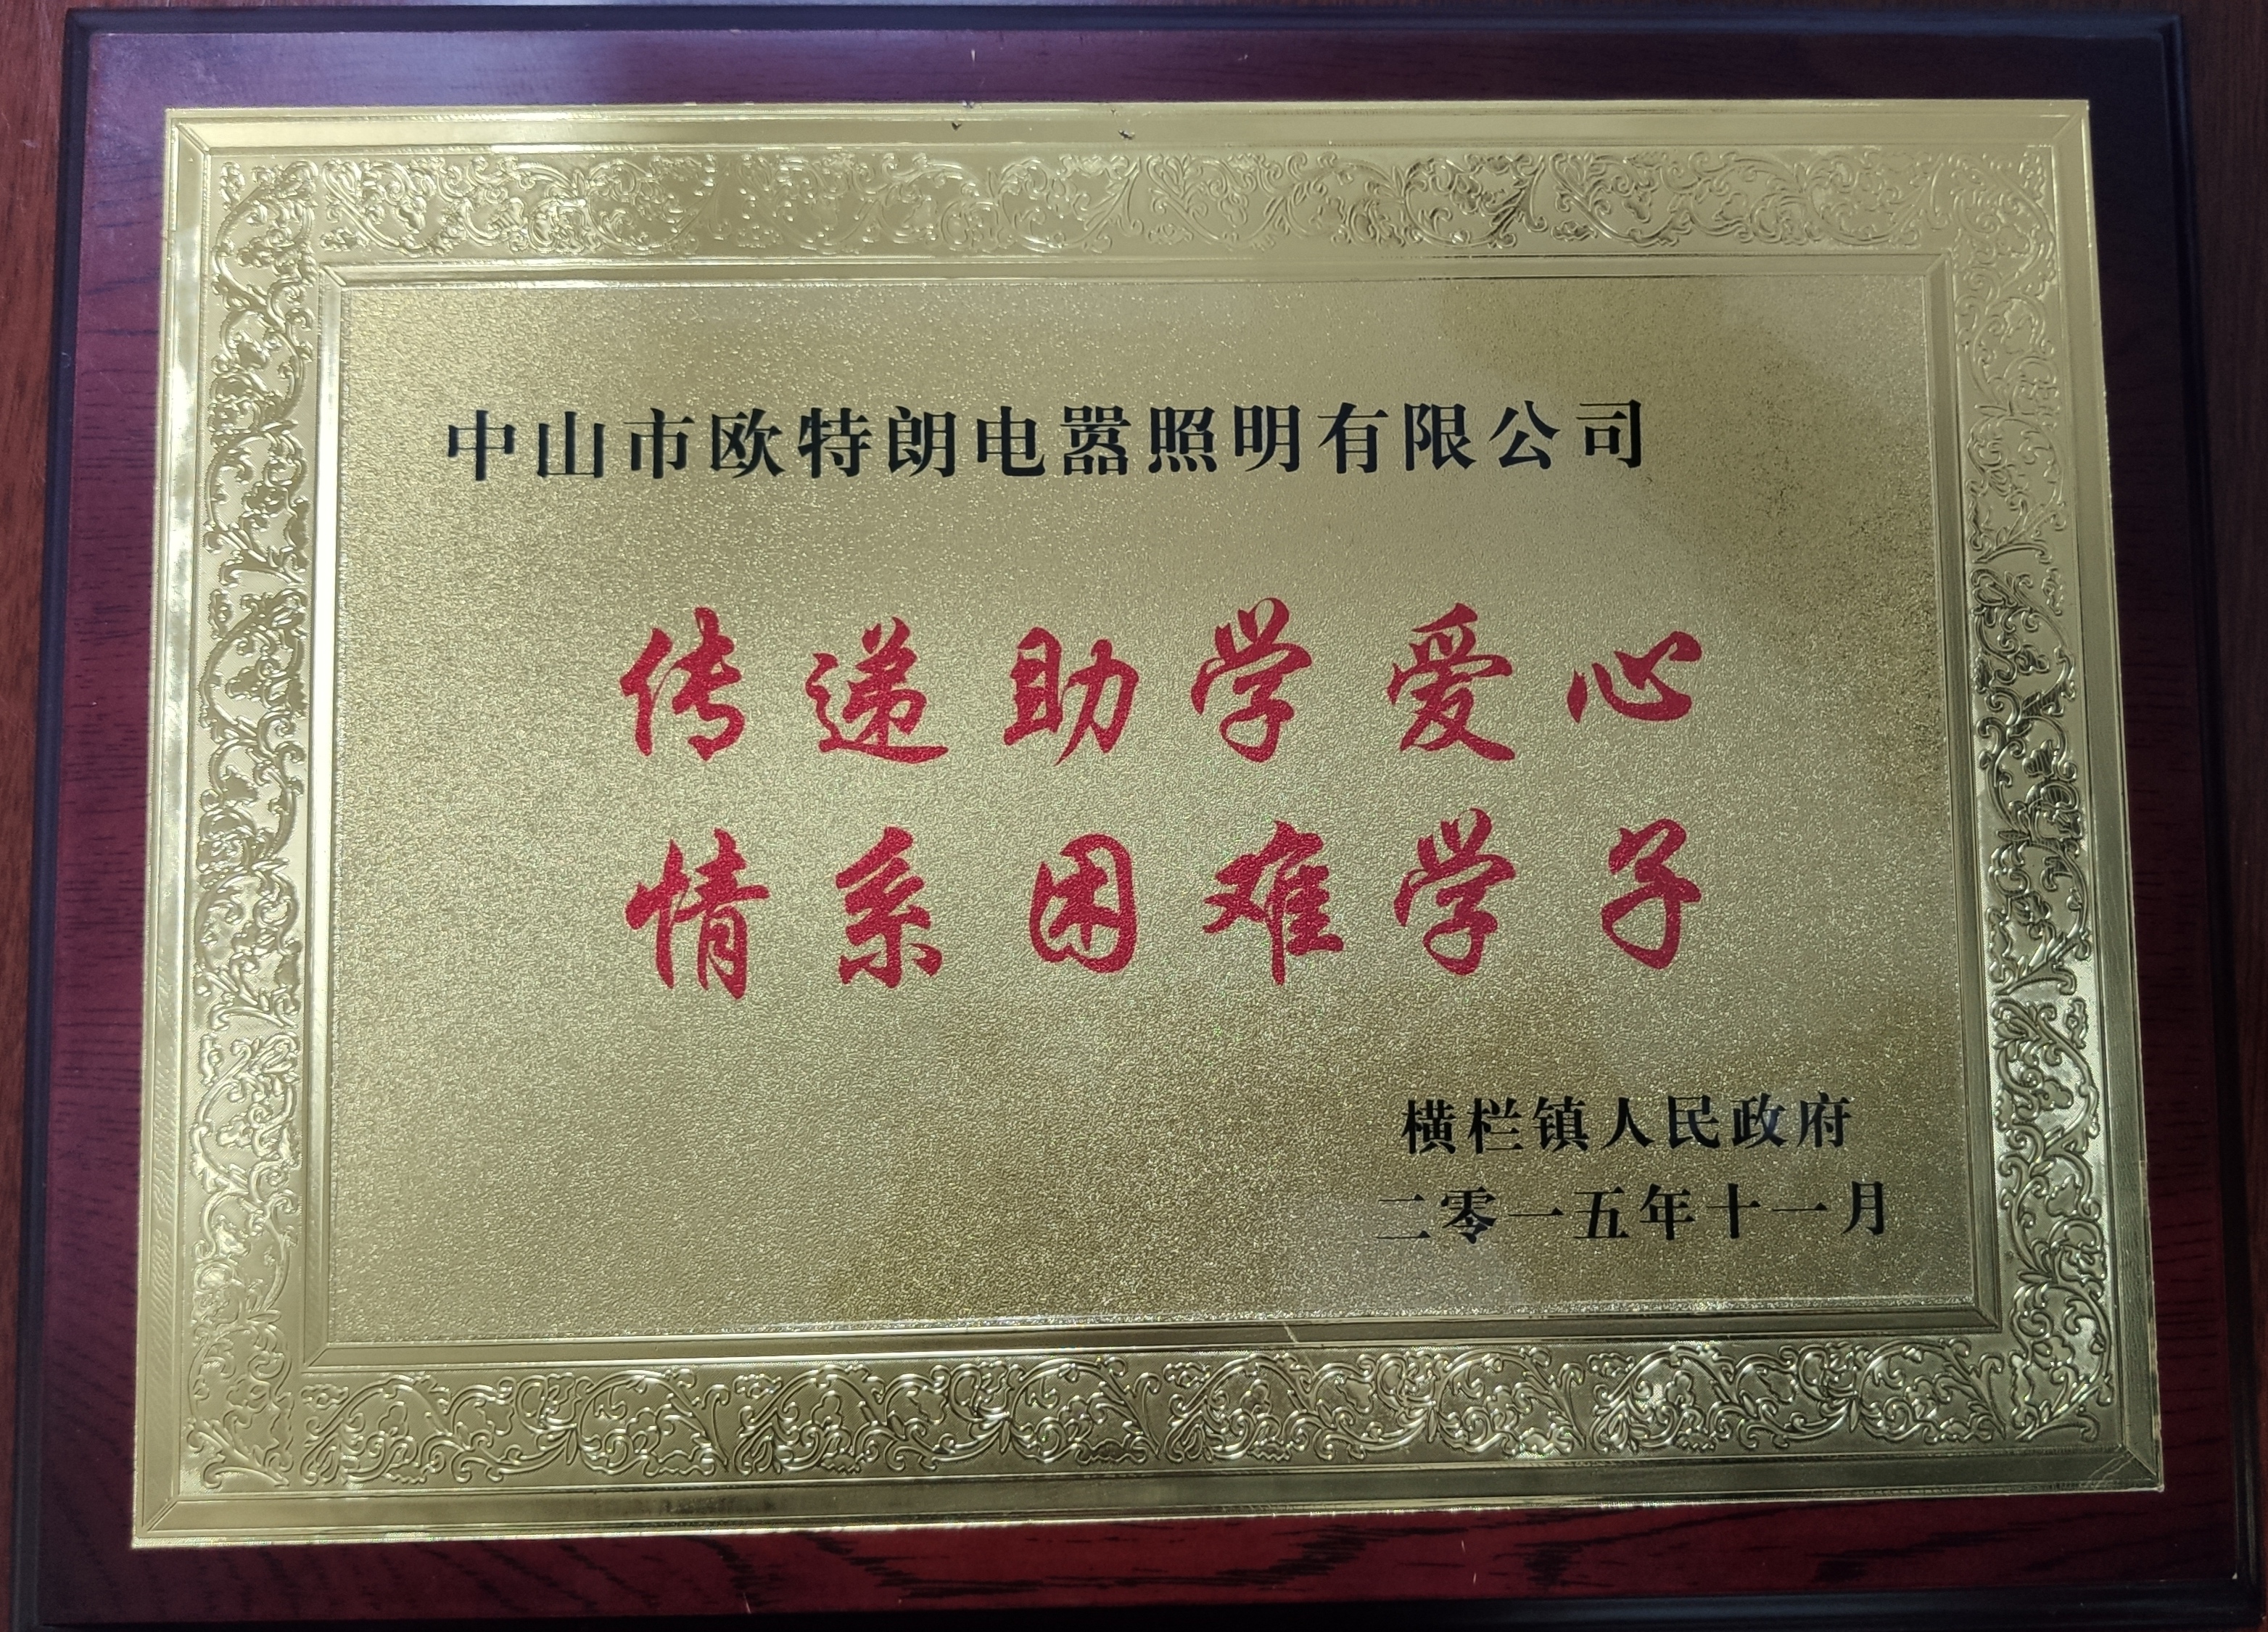 中山市欧特朗电嚣照明有限公司
传递助学爱心
情系困难学子
横栏镇人民政府
二零一五年十一月